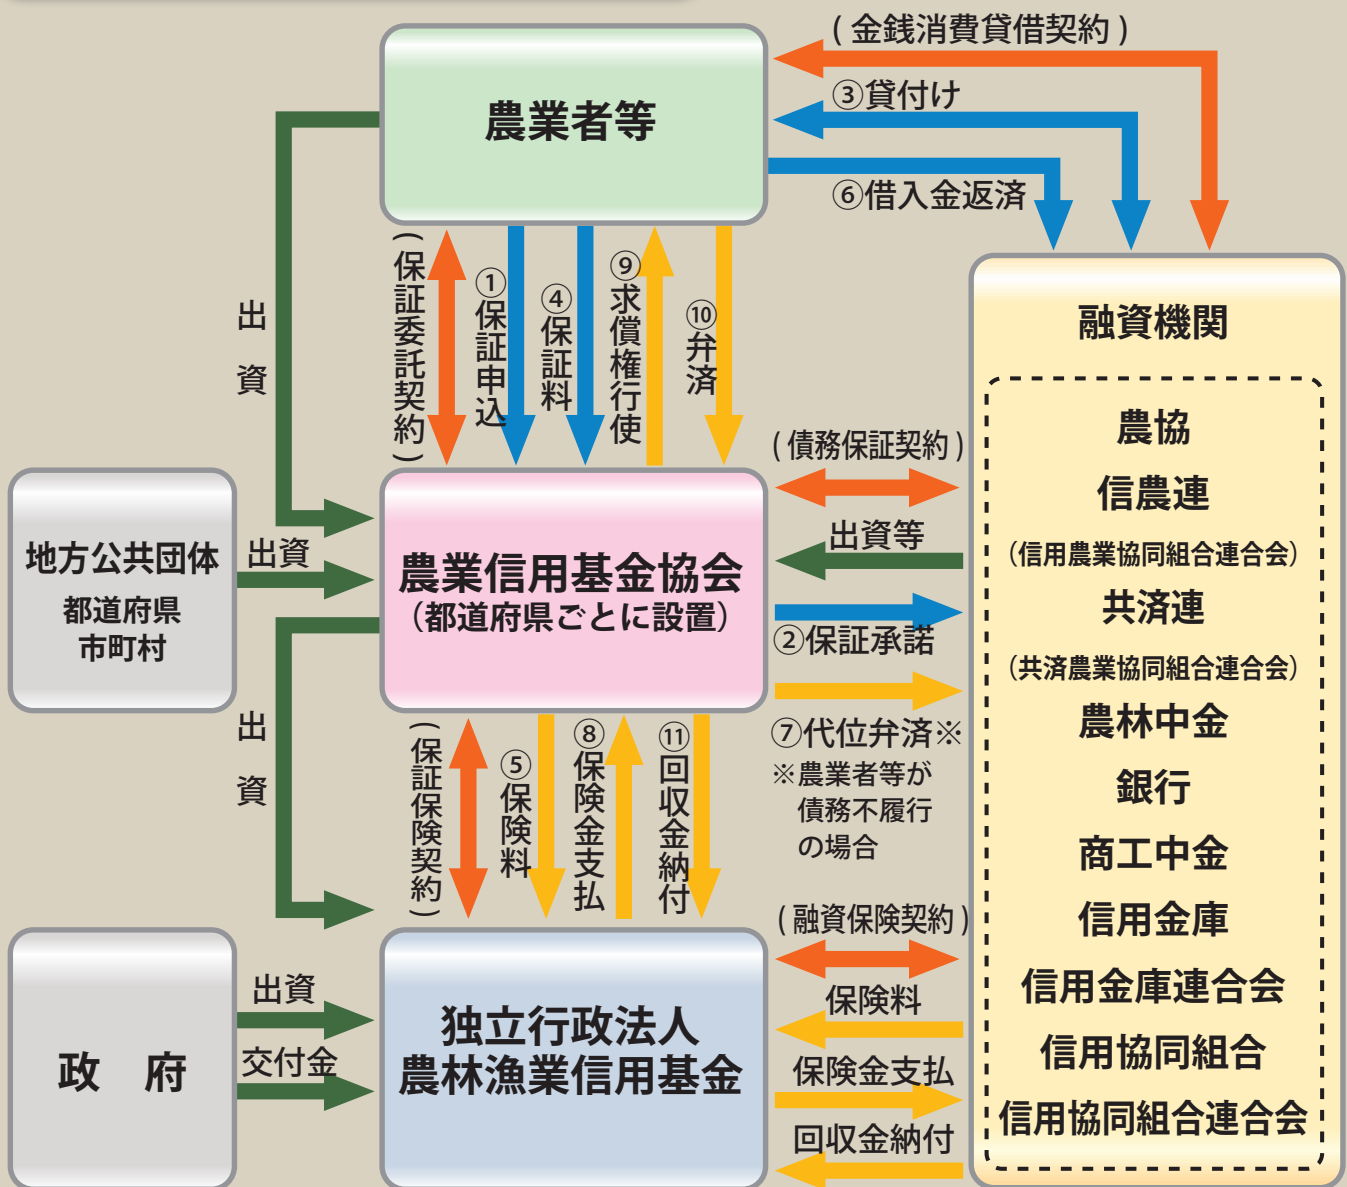 (金銭消費貸借契約)
③貸付け
⑥借入金返済
農業者等
出資
(保証委託契約)
①保証申込
④保証料
⑨求償権行使
⑩弁済
地方公共団体
都道府県
市町村
出資
農業信用基金協会
（都道府県ごとに設置）
(債務保証契約)
出資等
②保証承諾
⑦代位弁済※
※農業者等が
債務不履行
の場合
出資
(保証保険契約)
⑤保険料
⑧保険金支払
⑪回収金納付
政　府
出資
交付金
独立行政法人
農林漁業信用基金
(融資保険契約)
保険料
保険金支払
回収金納付
融資機関
農協
信農連
（信用農業協同組合連合会）
共済連
（共済農業協同組合連合会）
農林中金
銀行
商工中金
信用金庫
信用金庫連合会
信用協同組合
信用協同組合連合会